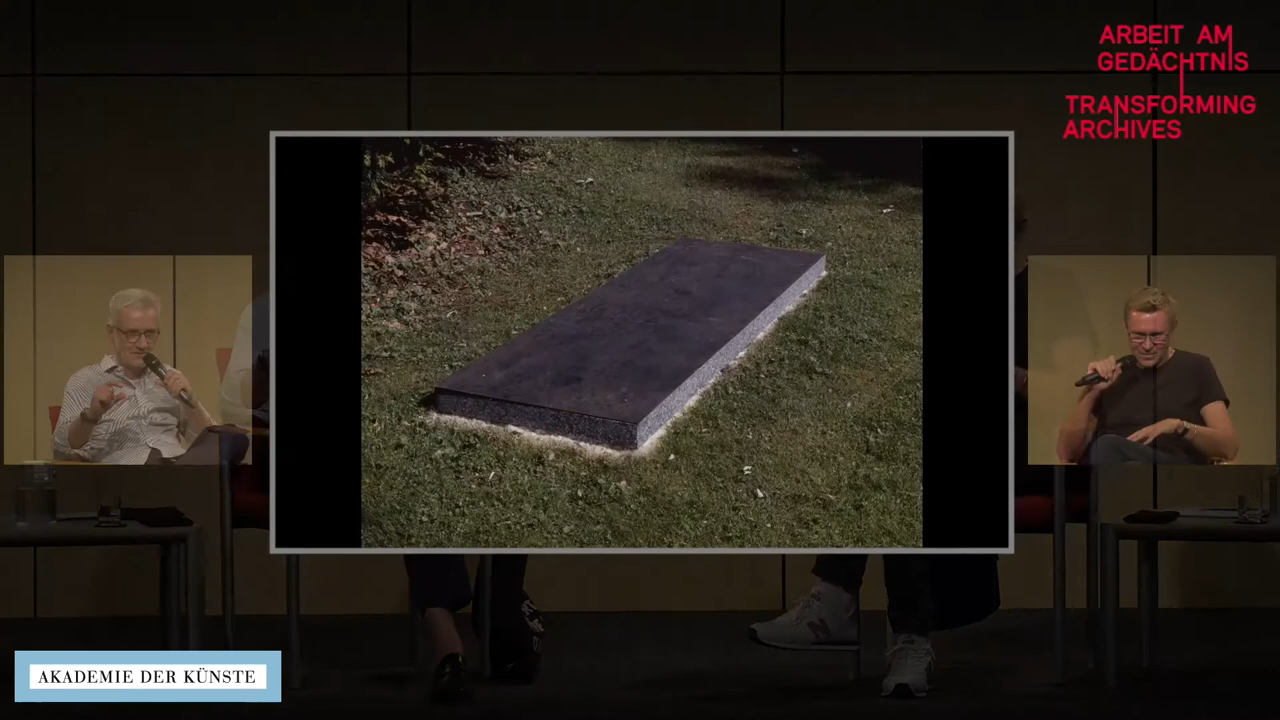 ARBEIT AM
GEDÄCHTNIS
TRANSFORMING
ARCHIVES
AKADEMIE DER KÜNSTE